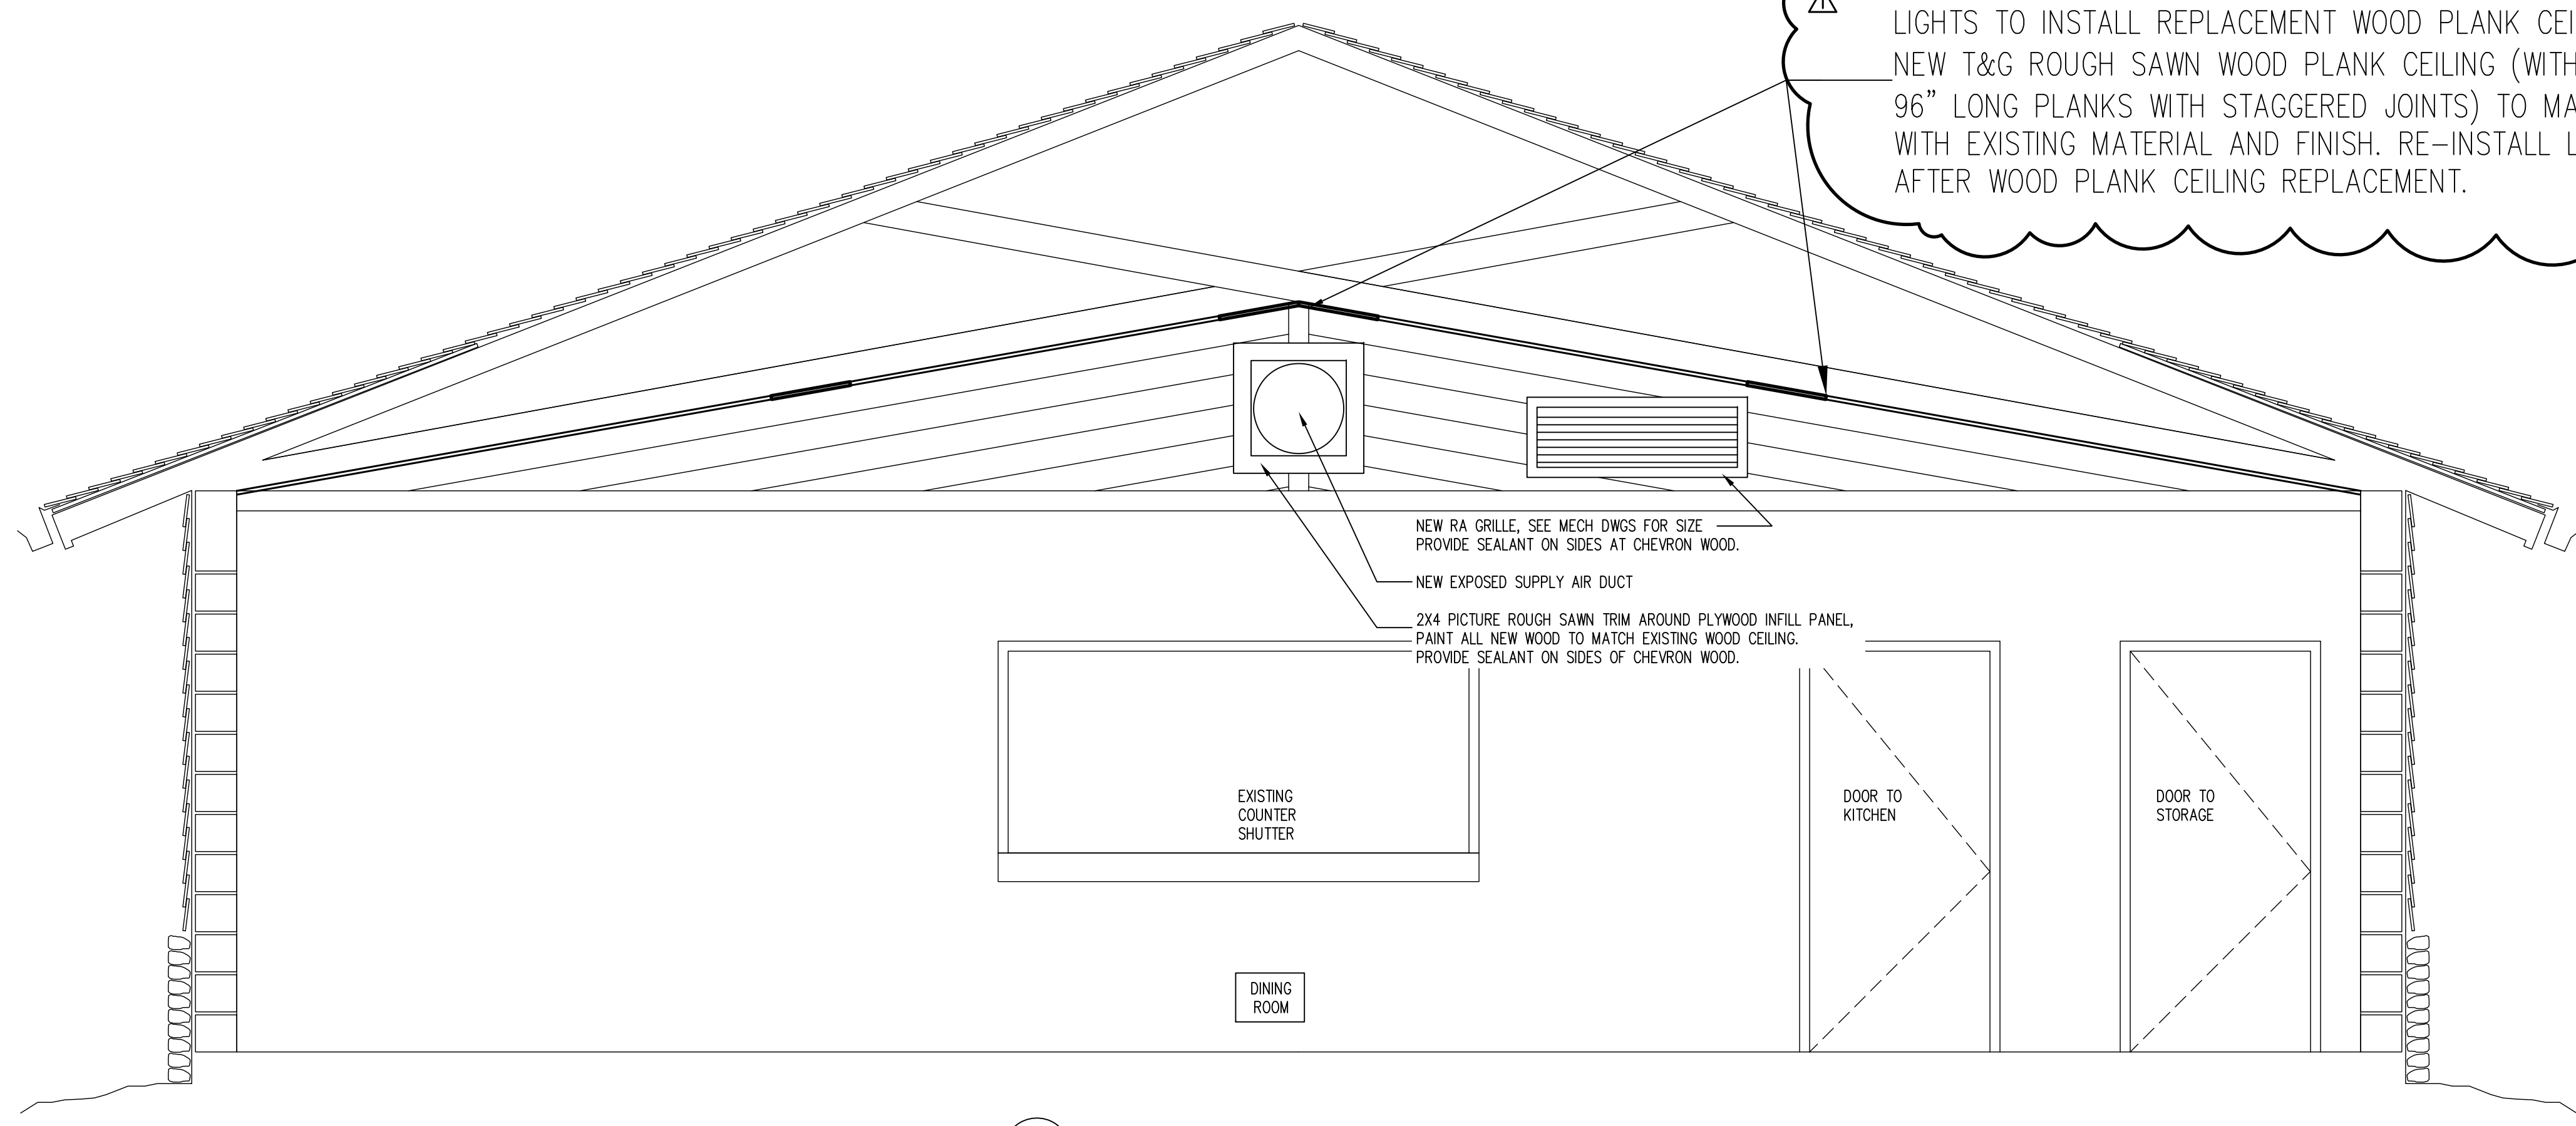 LIGHTS TO INSTALL REPLACEMENT WOOD PLANK
NEW T&G ROUGH SAWN WOOD PLANK CEILING (WITH
96” LONG PLANKS WITH STAGGERED JOINTS) TO
WITH EXISTING MATERIAL AND FINISH. RE-INSTALL
AFTER WOOD PLANK CEILING REPLACEMENT.
NEW RA GRILLE, SEE MECH DWGS FOR SIZE
PROVIDE SEALANT ON SIDES AT CHEVRON WOOD.
NEW EXPOSED SUPPLY AIR DUCT
2X4 PICTURE ROUGH SAWN TRIM AROUND PLYWOOD INFILL PANEL,
PAINT ALL NEW WOOD TO MATCH EXISTING WOOD CEILING.
PROVIDE SEALANT ON SIDES OF CHEVRON WOOD.
EXISTING
COUNTER
SHUTTER
DOOR TO
KITCHEN
DOOR TO
STORAGE
DINING
ROOM